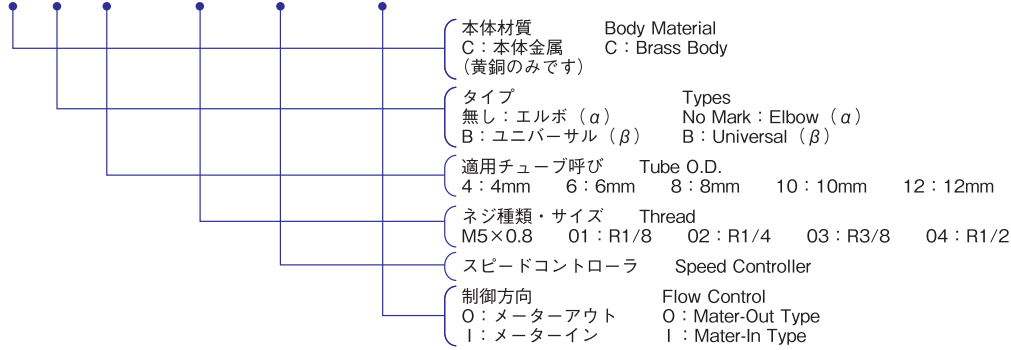 本体材質 Body Material
C：本体金属 C：Brass Body
（黄銅のみです）
タイプ Types
無し：エルボ（α） No Mark：Elbow（α）
B：ユニバーサル（β） B：Universal（β）
適用チューブ呼び Tube O.D.
4：4mm 6：6mm 8：8mm 10：10mm 12：12mm
ネジ種類・サイズ Thread
M5×0.8 01：R1/8 02：R1/4 03：R3/8 04：R1/2
スピードコントローラ Speed Controller
制御方向 Flow Control
O：メーターアウト O：Mater-Out Type
I：メーターイン I：Mater-In Type